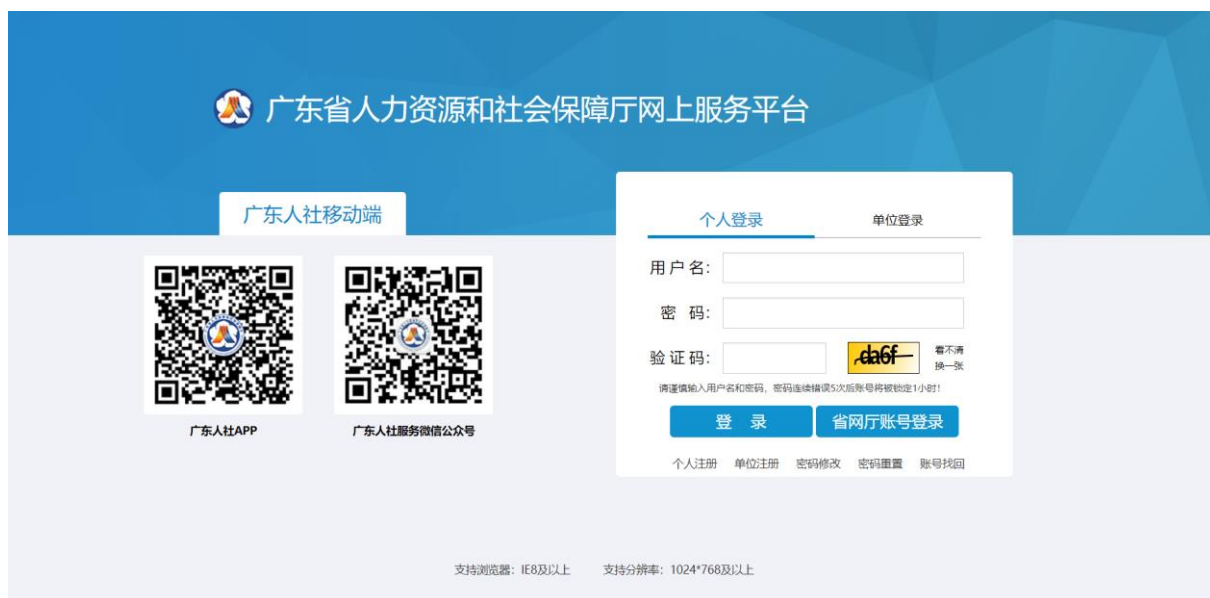 广东省人力资源和社会保障厅网上服务平台
广东人社移动端
广东人社APP
广东人社服务微信公众号
个人登录 单位登录
用户名:
密 码:
验证码: da6f 看不清
换一张
请谨慎输入用户名和密码,密码连续错误5次后账号将被锁定1小时!
登 录 省网厅账号登录
个人注册 单位注册 密码修改 密码重置 账号找回
支持浏览器:IE8及以上 支持分辨率:1024*768及以上